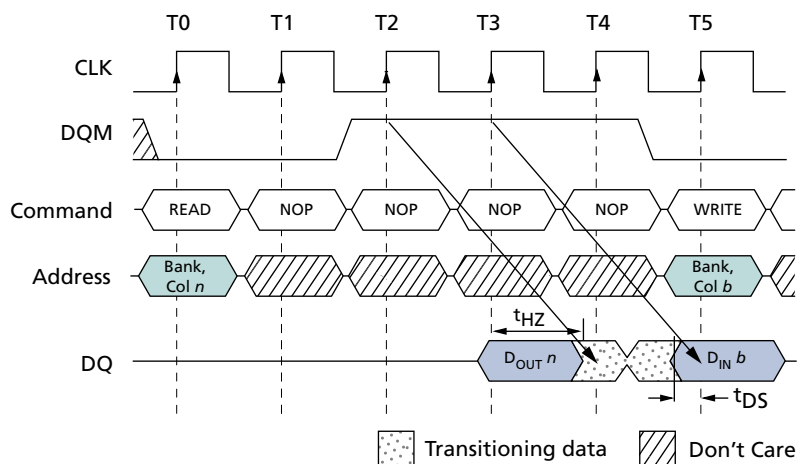 T0 T1 T2 T3 T4 T5
CLK
DQM
Command READ NOP NOP NOP NOP WRITE
Address Bank, Col n Bank, Col b
tHZ
DQ DOUT n DIN b
tDS
Transitioning data Don't Care